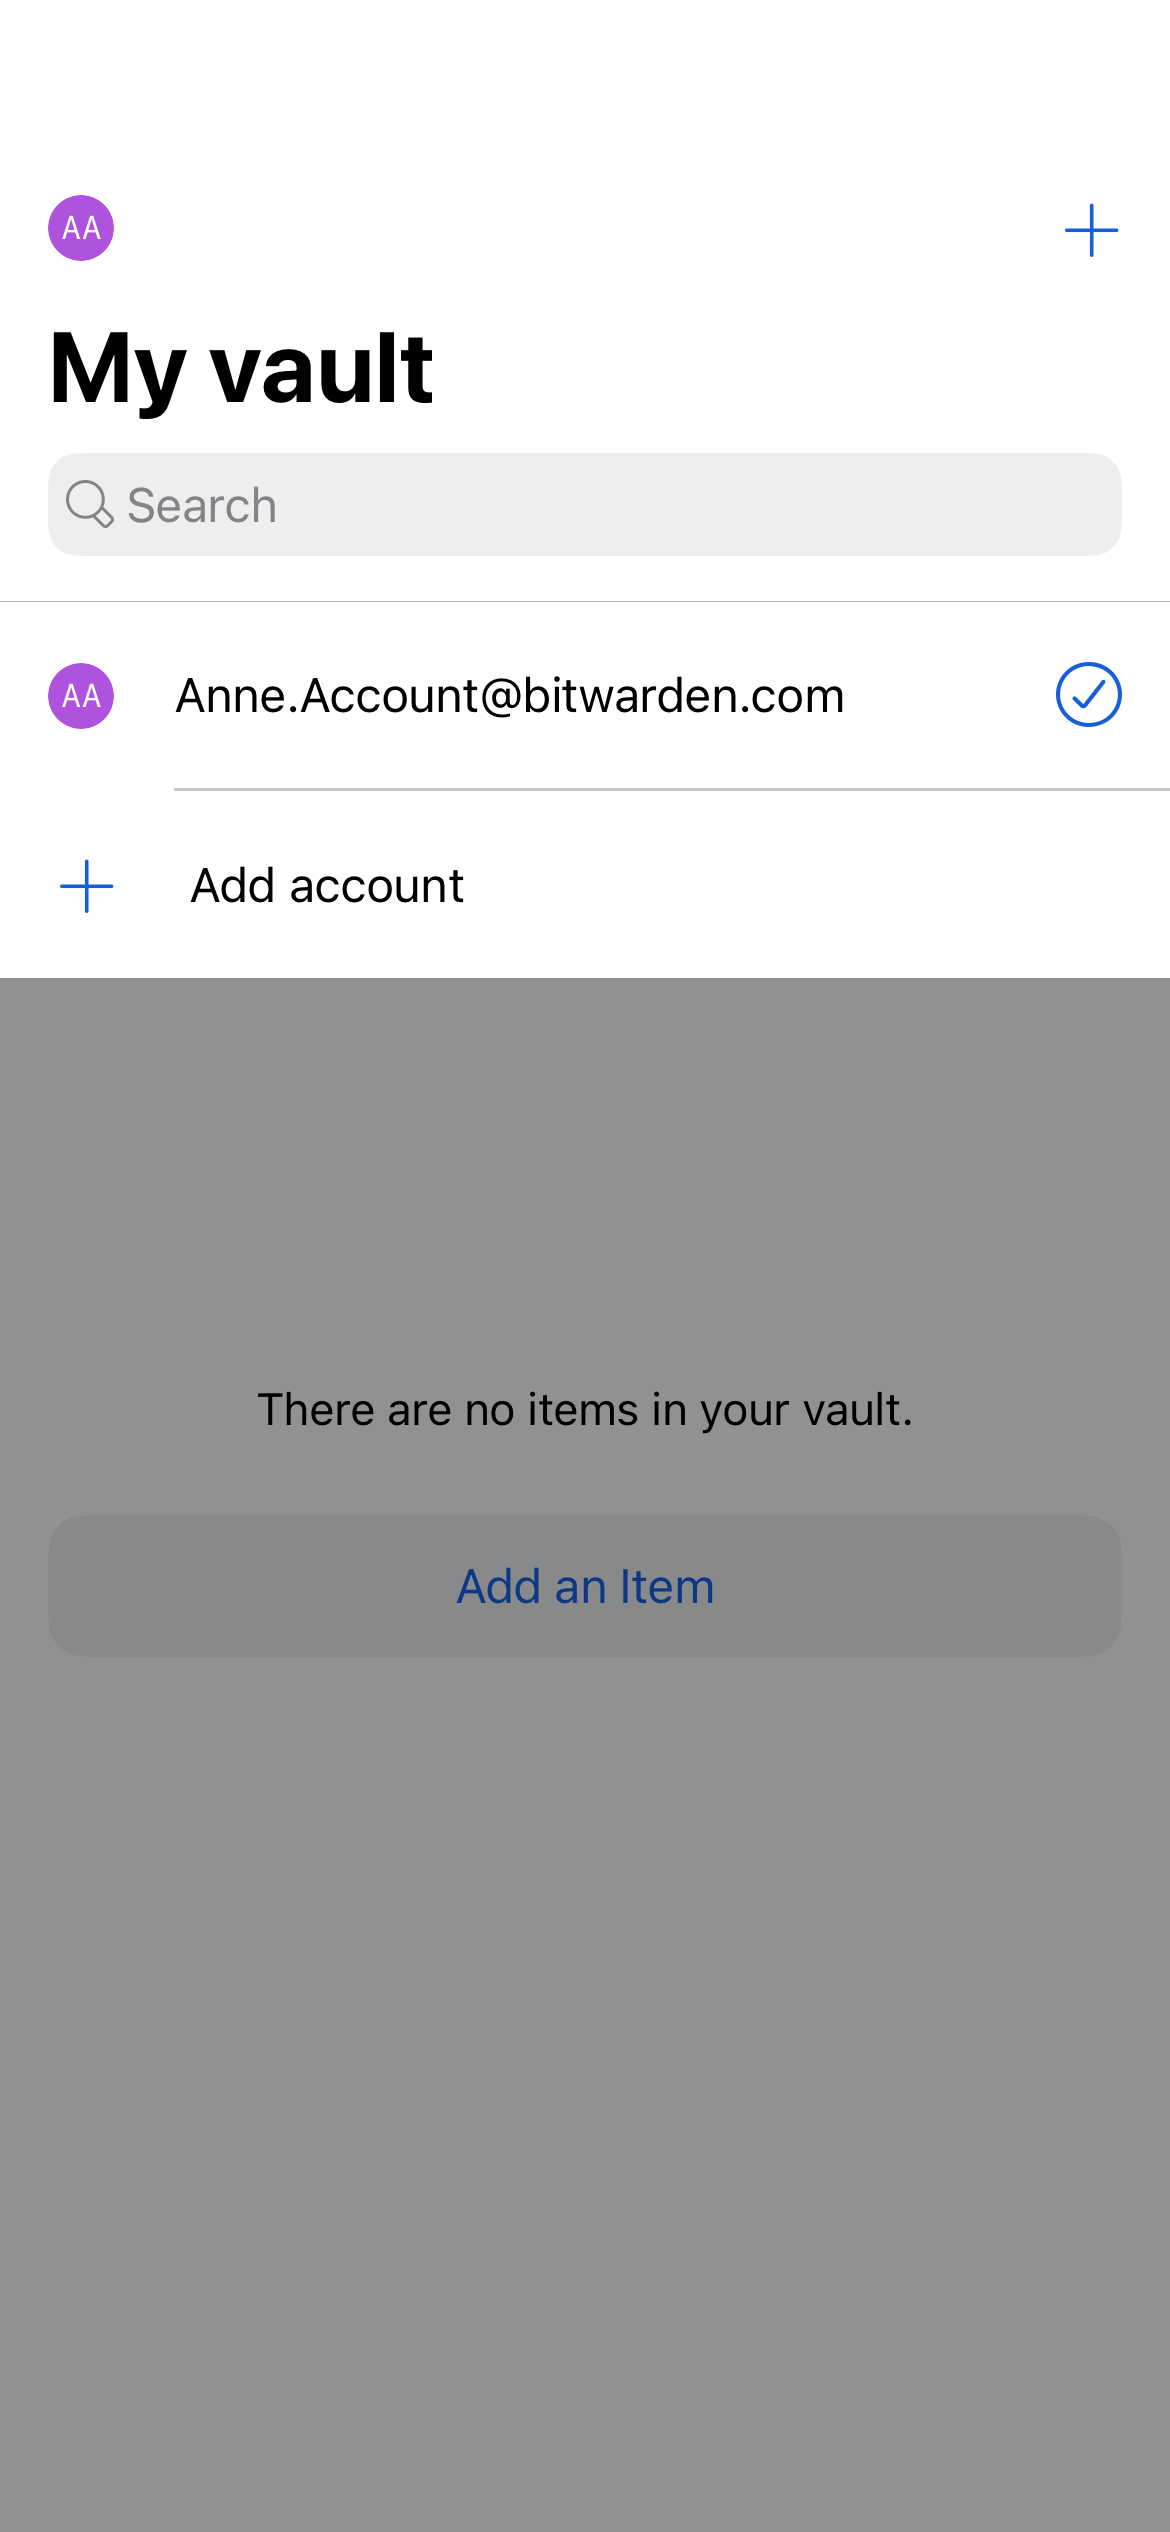 AA
My vault
Search
AA Anne.Account@bitwarden.com
Add account
There are no items in your vault.
Add an Item